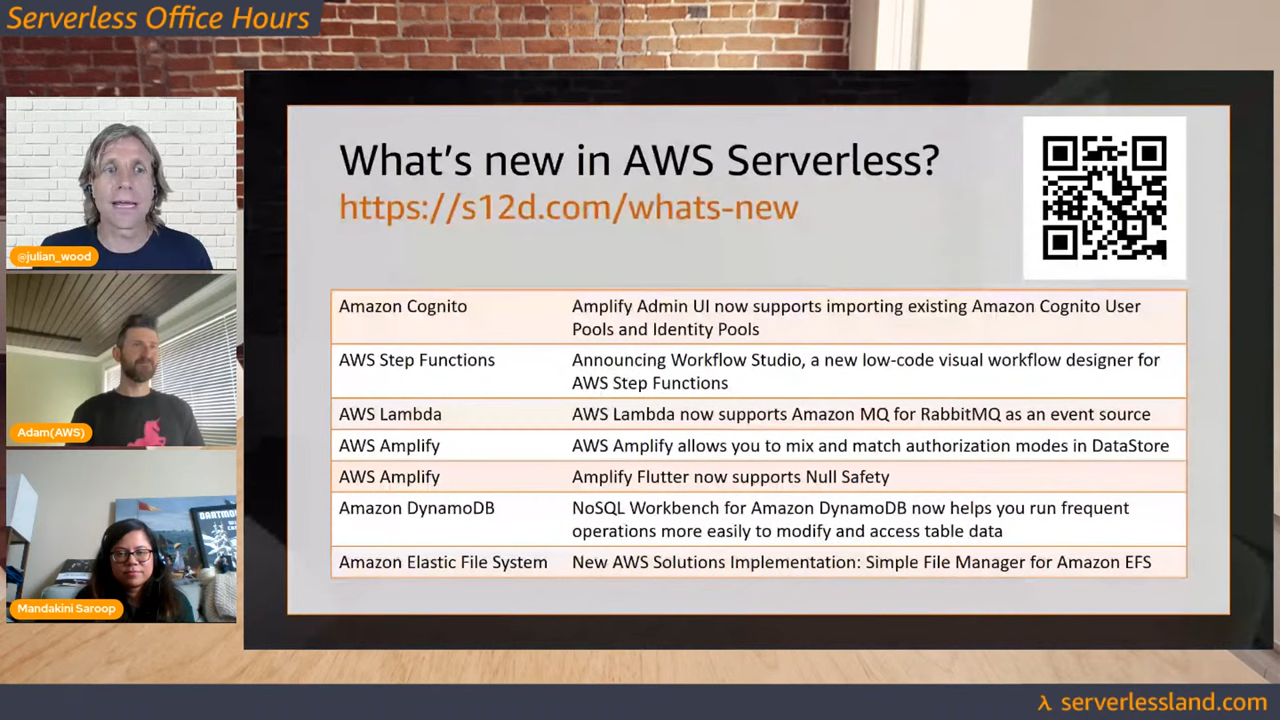 Serverless Office Hours
@julian_wood
Adam(AWS)
Mandakini Saroop
What's new in AWS Serverless?
https://s12d.com/whats-new
Amazon Cognito
Amplify Admin UI now supports importing existing Amazon Cognito User
Pools and Identity Pools
AWS Step Functions
Announcing Workflow Studio, a new low-code visual workflow designer for
AWS Step Functions
AWS Lambda
AWS Lambda now supports Amazon MQ for RabbitMQ as an event source
AWS Amplify
AWS Amplify allows you to mix and match authorization modes in DataStore
AWS Amplify
Amplify Flutter now supports Null Safety
Amazon DynamoDB
NoSQL Workbench for Amazon DynamoDB now helps you run frequent
operations more easily to modify and access table data
Amazon Elastic File System
New AWS Solutions Implementation: Simple File Manager for Amazon EFS
λ serverlessland.com